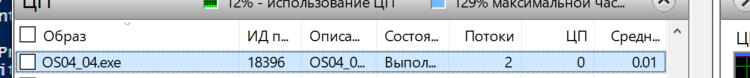 ЦП 12% - использование ЦП 129% максимальной час...
Образ ИД п... Описа... Состоя... Потоки ЦП Средн...
OS04_04.exe 18396 OS04_0... Выпол... 2 0 0.01